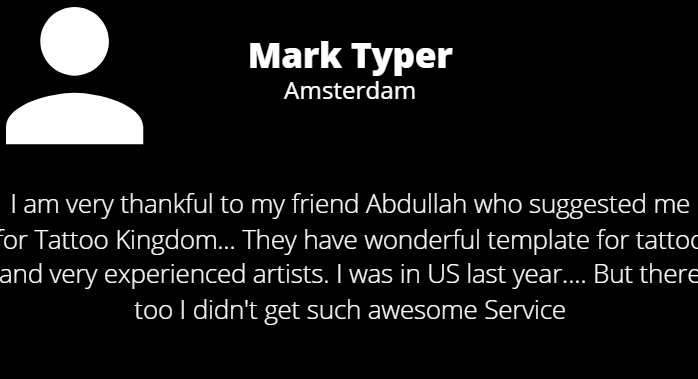 Mark Typer
Amsterdam
I am very thankful to my friend Abdullah who suggested me
for Tattoo Kingdom... They have wonderful template for tattoo
and very experienced artists. I was in US last year.... But there
too I didn't get such awesome Service